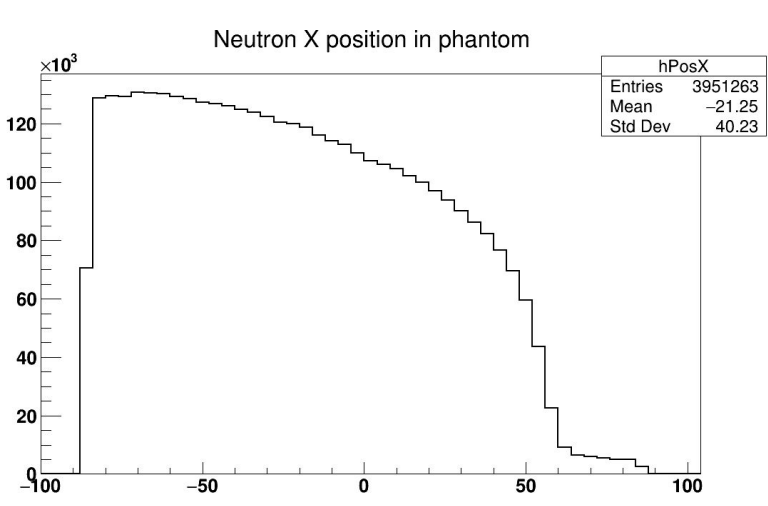 Neutron X position in phantom
×10³
hPosX
Entries 3951263
Mean −21.25
Std Dev 40.23
120
100
80
60
40
20
0
−100 −50 0 50 100